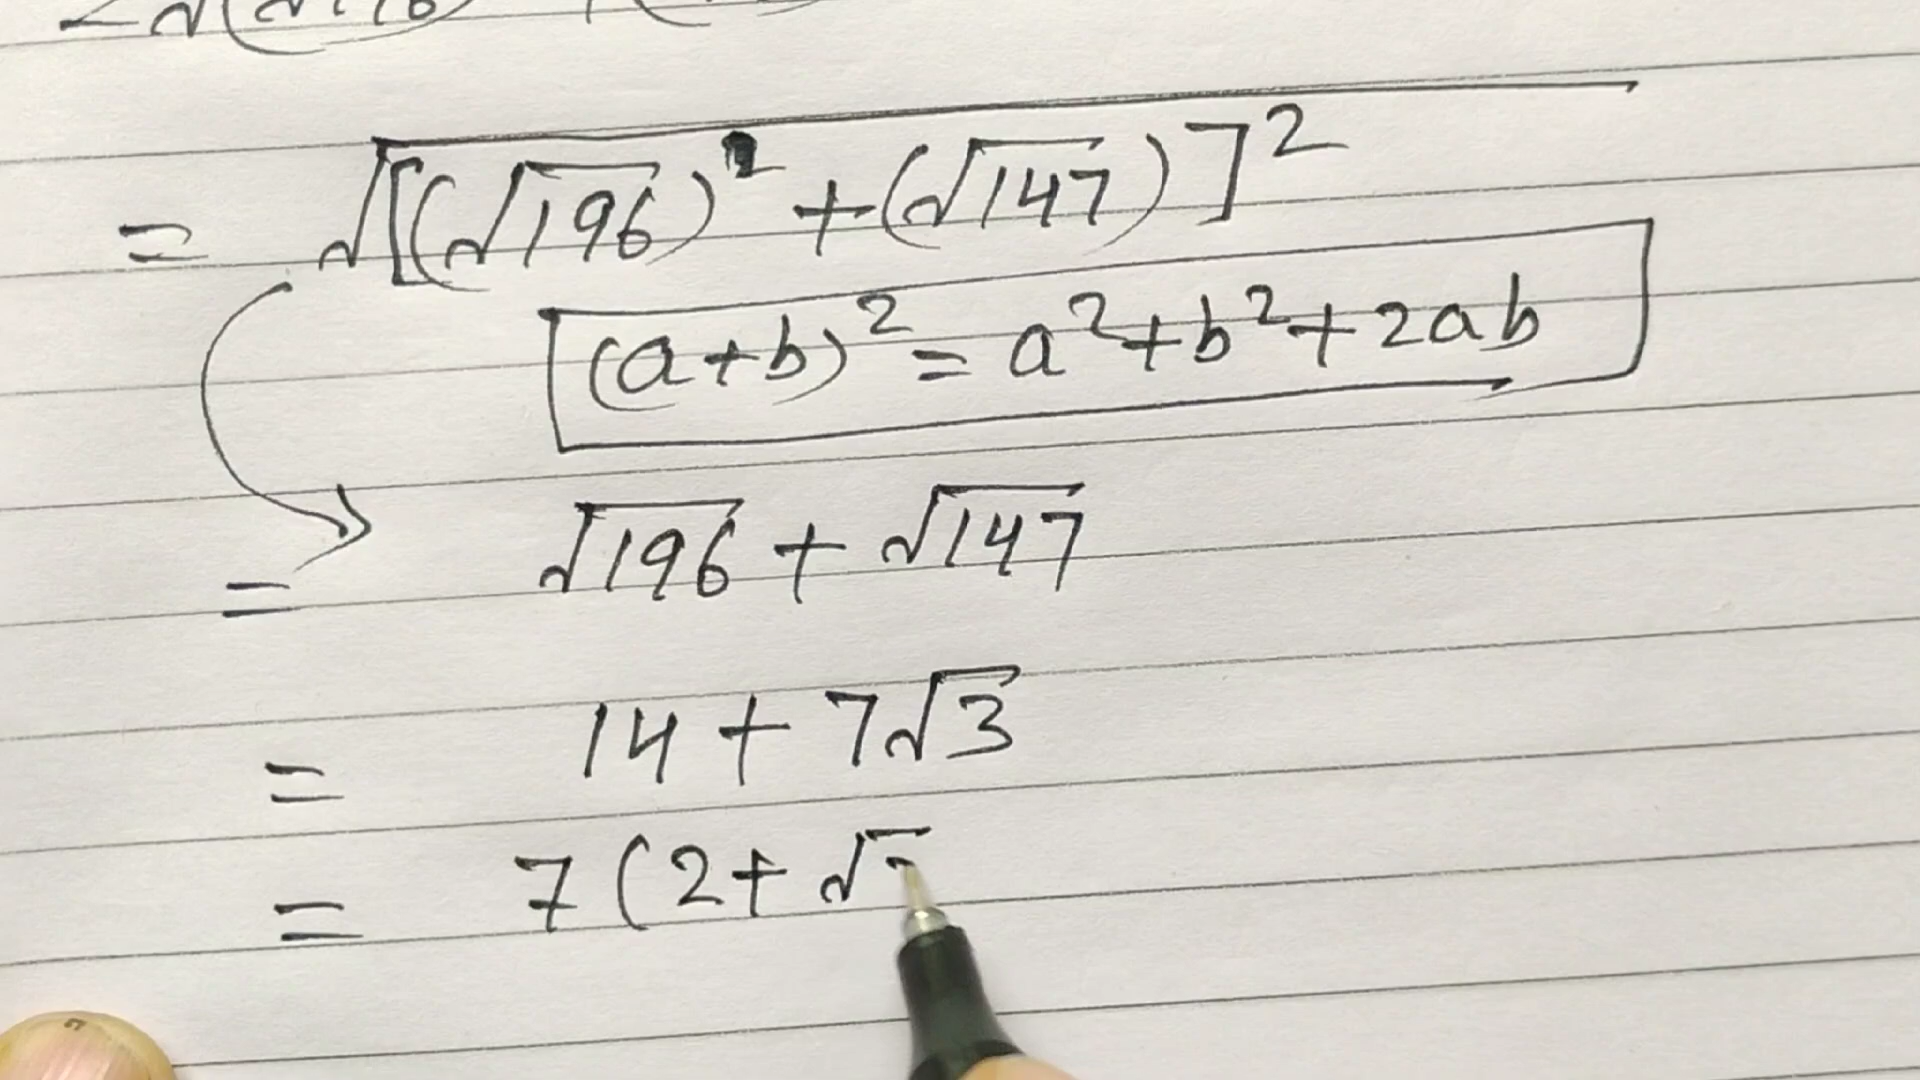 = √[(√196)² + (√147)]²
(a+b)² = a²+b²+2ab
= √196 + √147
= 14 + 7√3
= 7 (2+ √